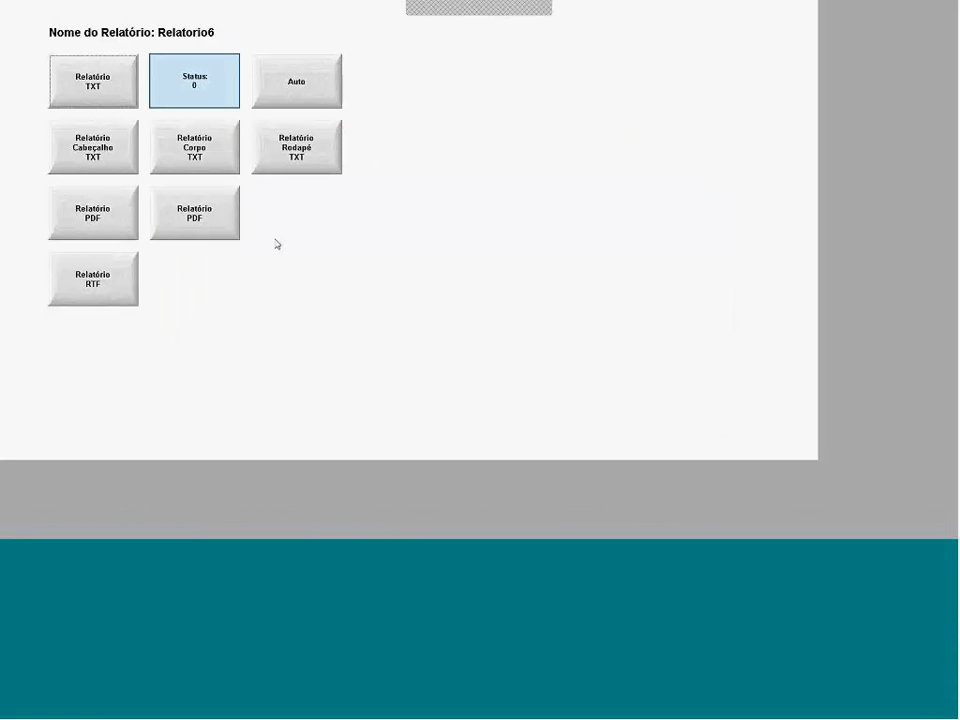 Nome do Relatório: Relatorio6
Relatório
TXT
Status:
0
Auto
Relatório
Cabeçalho
TXT
Relatório
Corpo
TXT
Relatório
Rodapé
TXT
Relatório
PDF
Relatório
PDF
Relatório
RTF